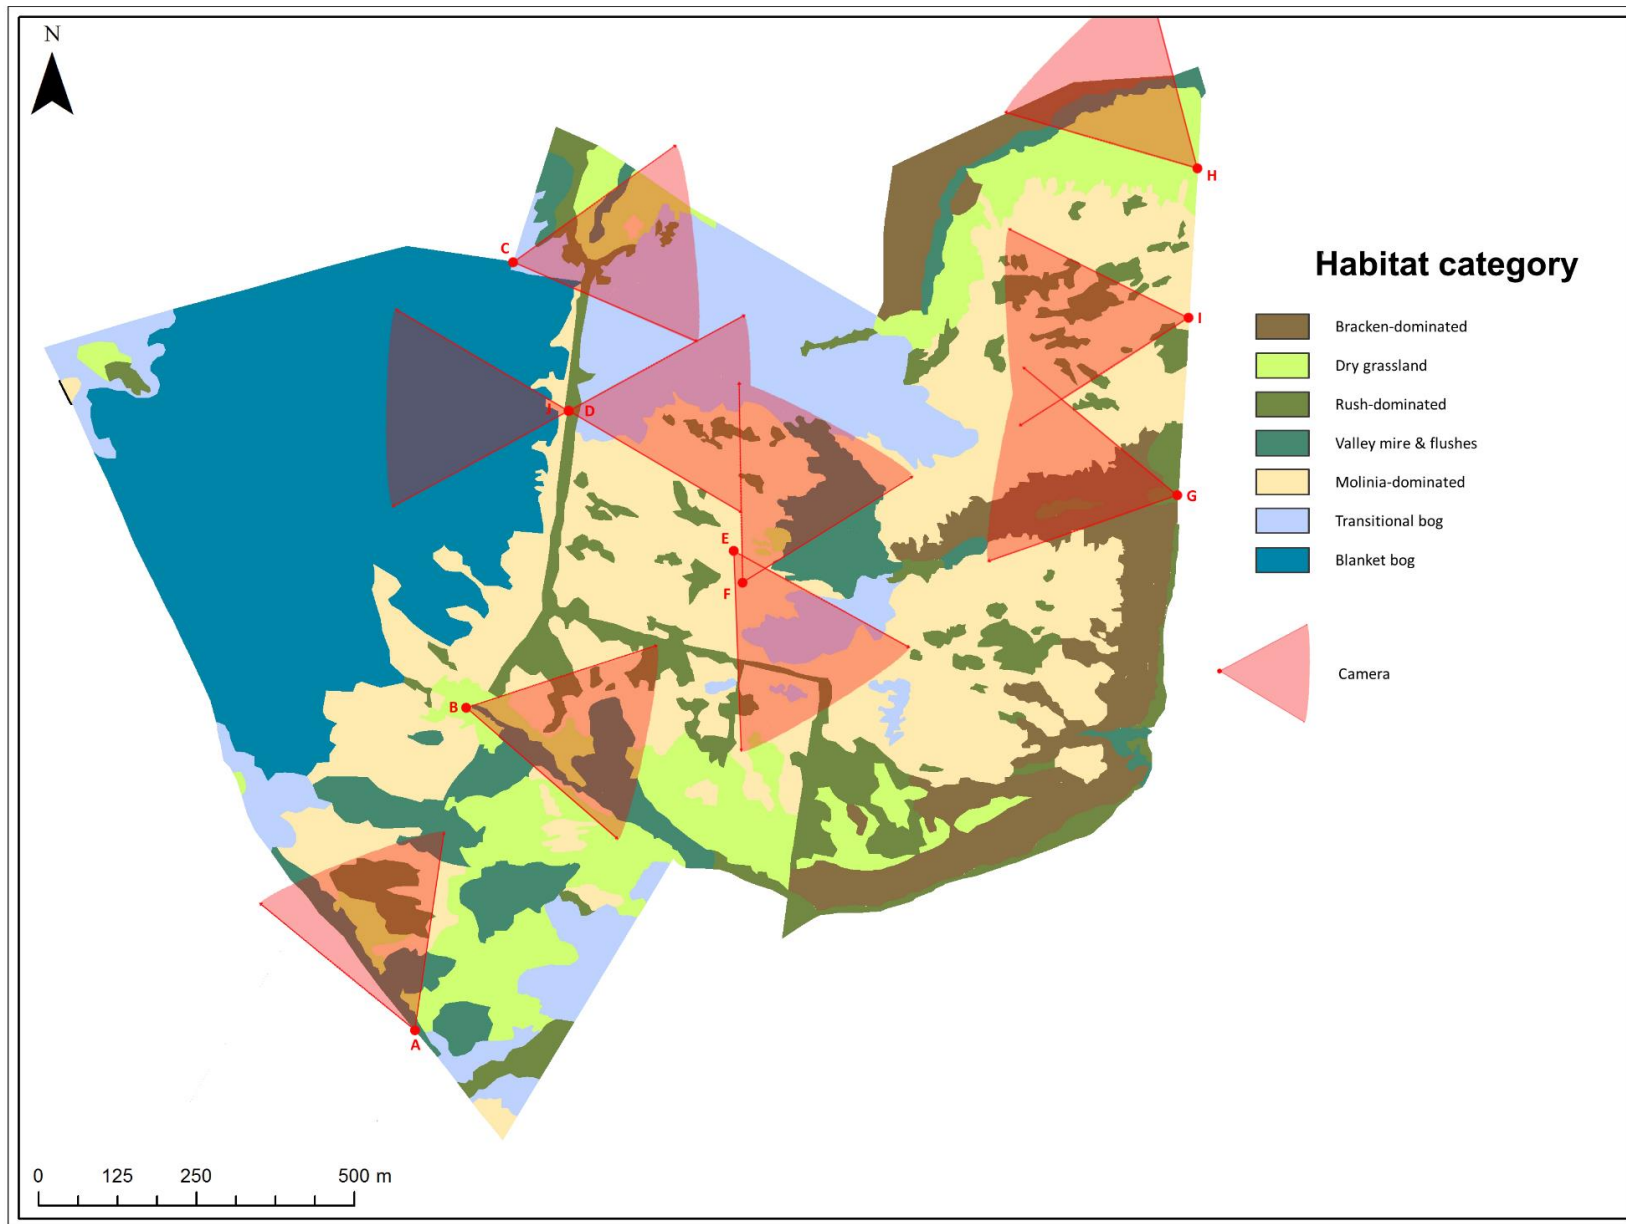 N
C
H
I
J
D
G
E
F
B
A
Habitat category
Bracken-dominated
Dry grassland
Rush-dominated
Valley mire & flushes
Molinia-dominated
Transitional bog
Blanket bog
Camera
0 125 250 500 m